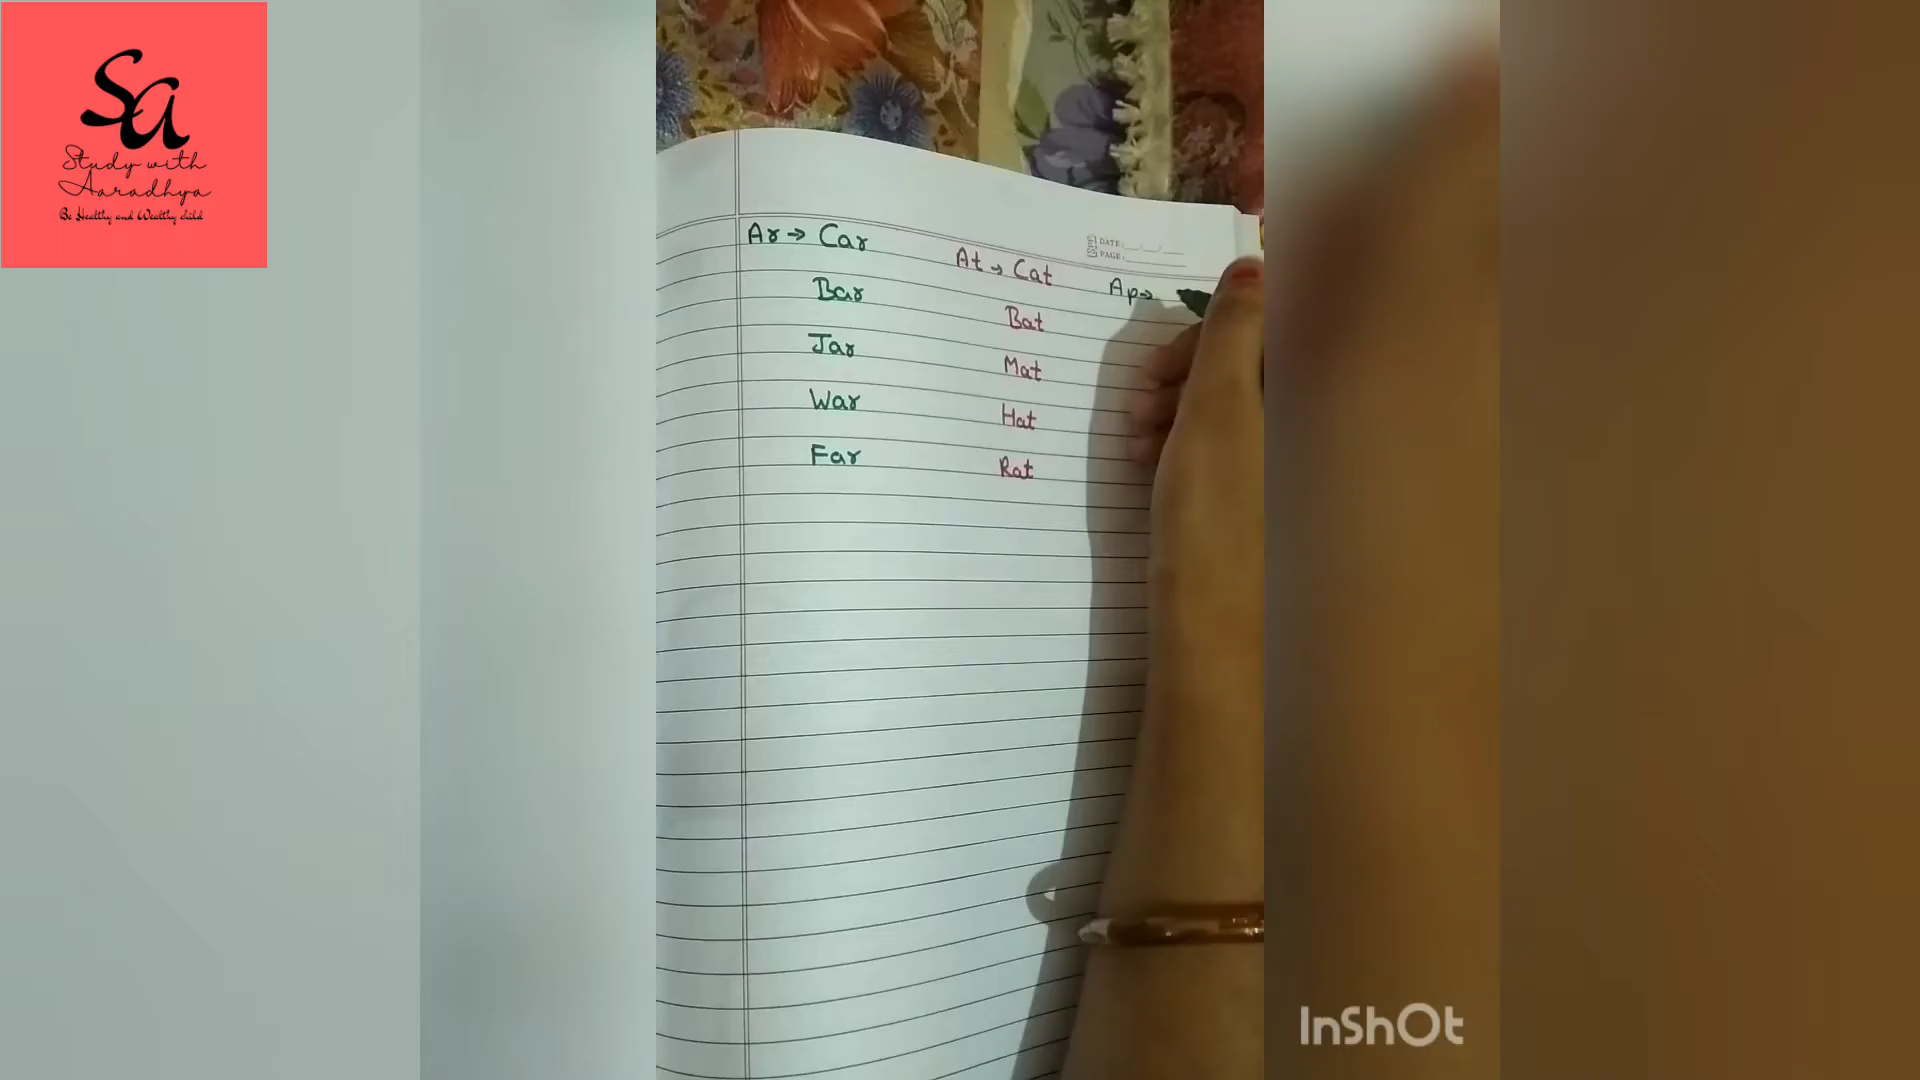 Sa
Study with
Aaradhya
Be Healthy and Wealthy child
DATE:
PAGE:
Ar → Car
Bar
Jar
War
Far
At → Cat
Bat
Mat
Hat
Rat
Ap →
InShOt